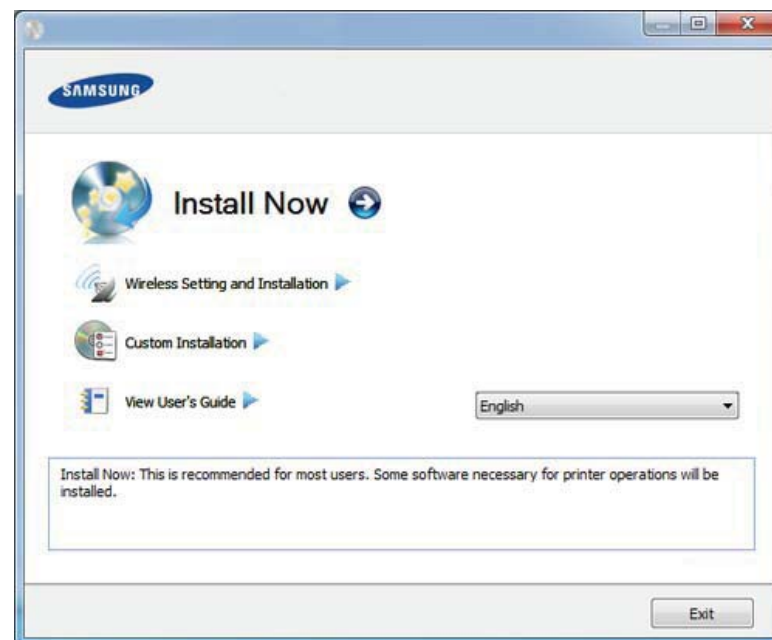 SAMSUNG
Install Now
Wireless Setting and Installation
Custom Installation
View User's Guide
English
Install Now: This is recommended for most users. Some software necessary for printer operations will be
installed.
Exit